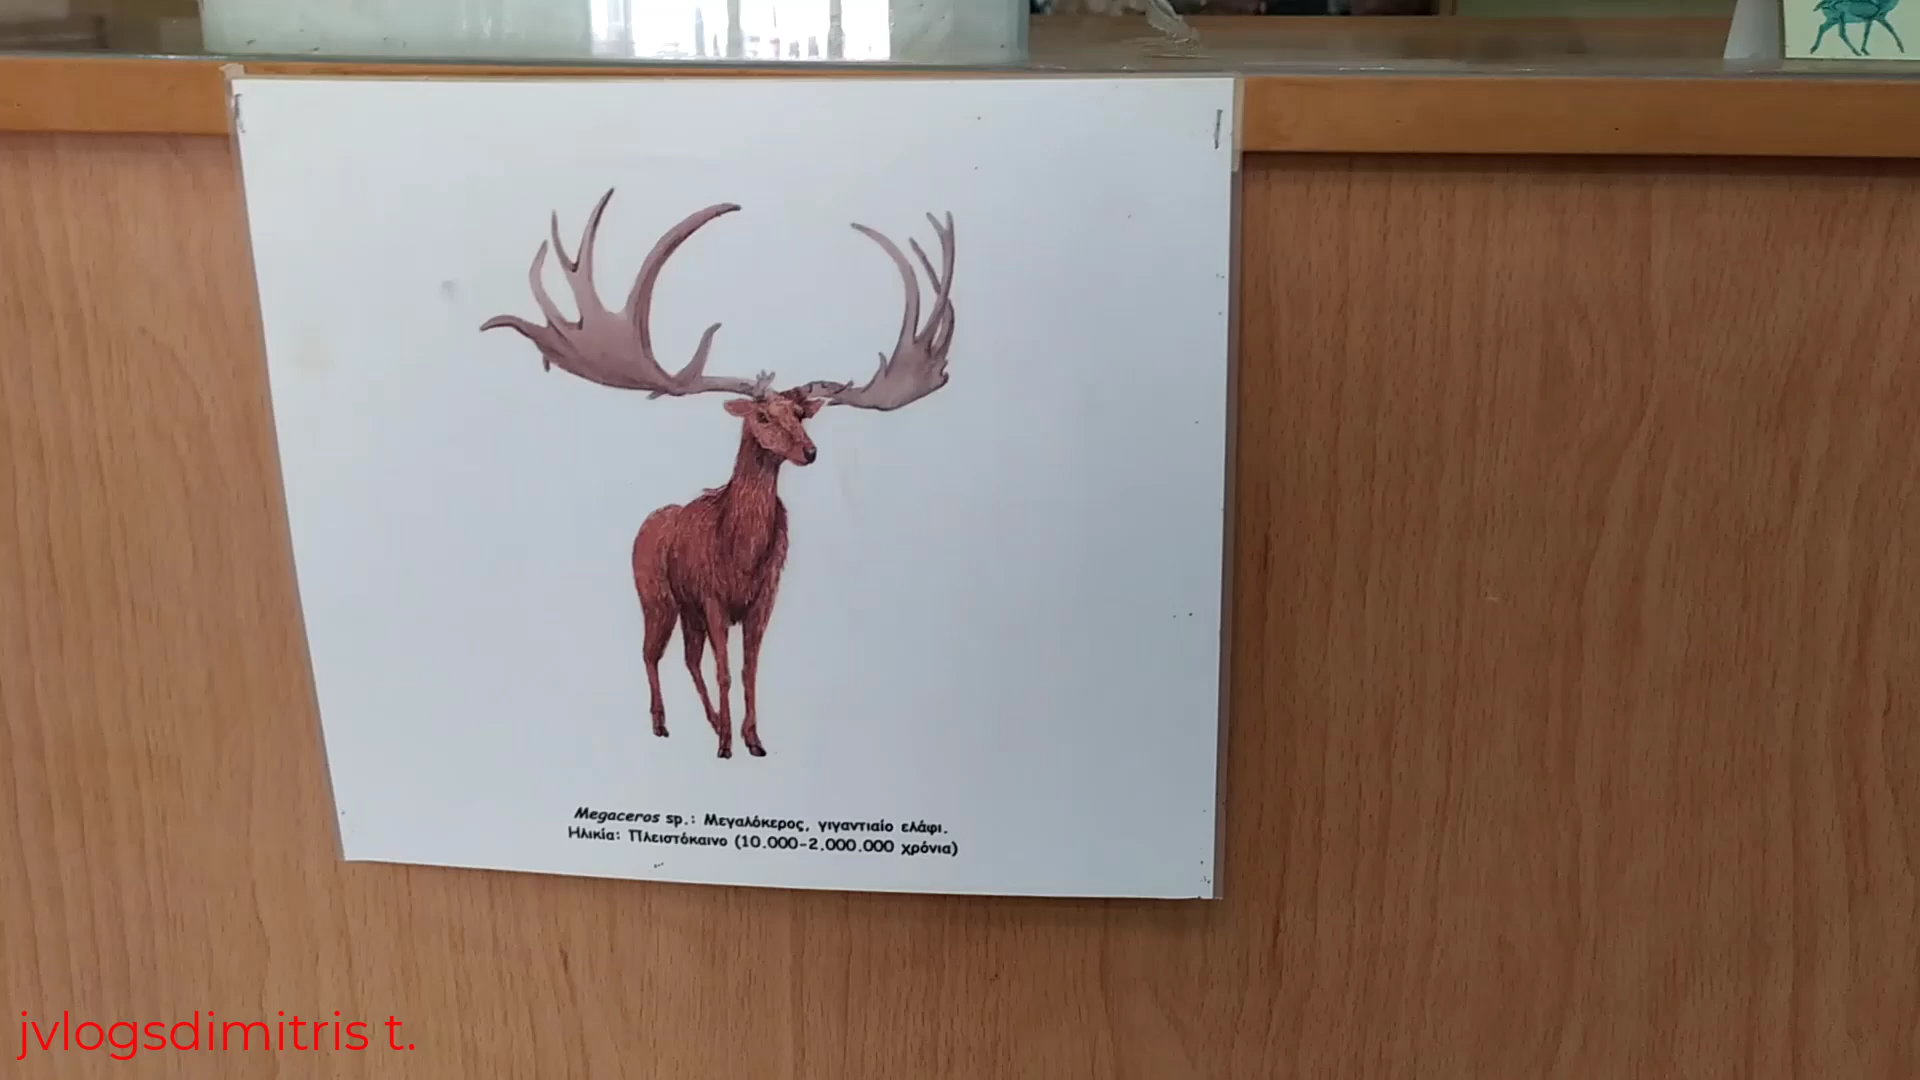 Megaceros sp.: Μεγαλόκερος, γιγαντιαίο ελάφι.
Ηλικία: Πλειστόκαινο (10.000-2.000.000 χρόνια)
jvlogsdimitris t.